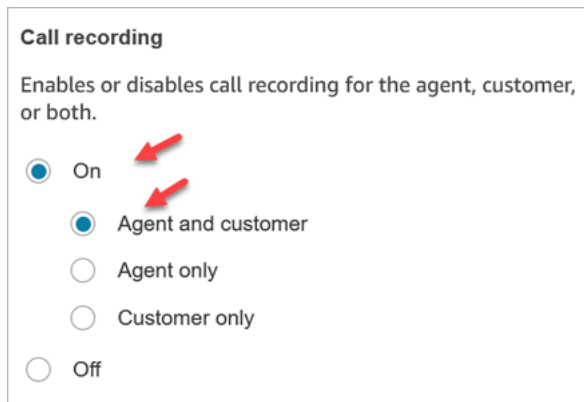 Call recording
Enables or disables call recording for the agent, customer,
or both.
On
Agent and customer
Agent only
Customer only
Off